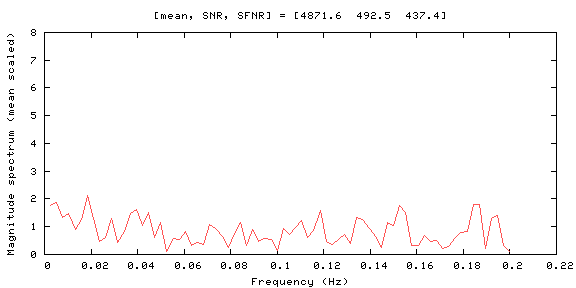 [mean, SNR, SFNR] = [4871.6  492.5  437.4]
Magnitude spectrum (mean scaled)
8
7
6
5
4
3
2
1
0
0 0.02 0.04 0.06 0.08 0.1 0.12 0.14 0.16 0.18 0.2 0.22
Frequency (Hz)